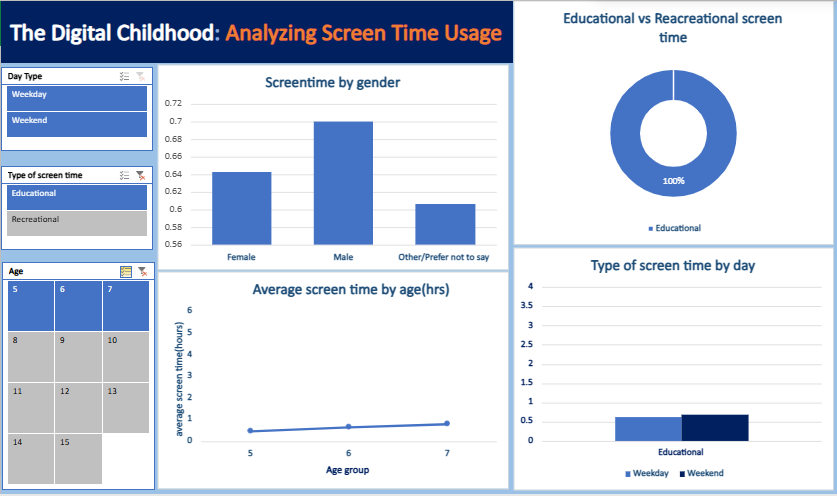 The Digital Childhood: Analyzing Screen Time Usage
Day Type
Weekday
Weekend
Type of screen time
Educational
Recreational
Age
5 6 7
8 9 10
11 12 13
14 15
Screentime by gender
0.72
0.7
0.68
0.66
0.64
0.62
0.6
0.58
0.56
Female Male Other/Prefer not to say
Average screen time by age(hrs)
average screen time(hours)
6
5
4
3
2
1
0
5 6 7
Age group
Educational vs Reacreational screen
time
100%
Educational
Type of screen time by day
4
3.5
3
2.5
2
1.5
1
0.5
0
Educational
Weekday Weekend